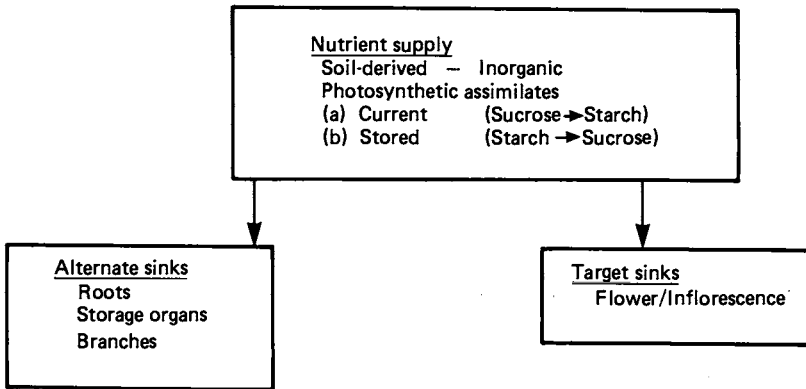 Nutrient supply
Soil-derived – Inorganic
Photosynthetic assimilates
(a) Current (Sucrose→Starch)
(b) Stored (Starch→Sucrose)
Alternate sinks
Roots
Storage organs
Branches
Target sinks
Flower/Inflorescence